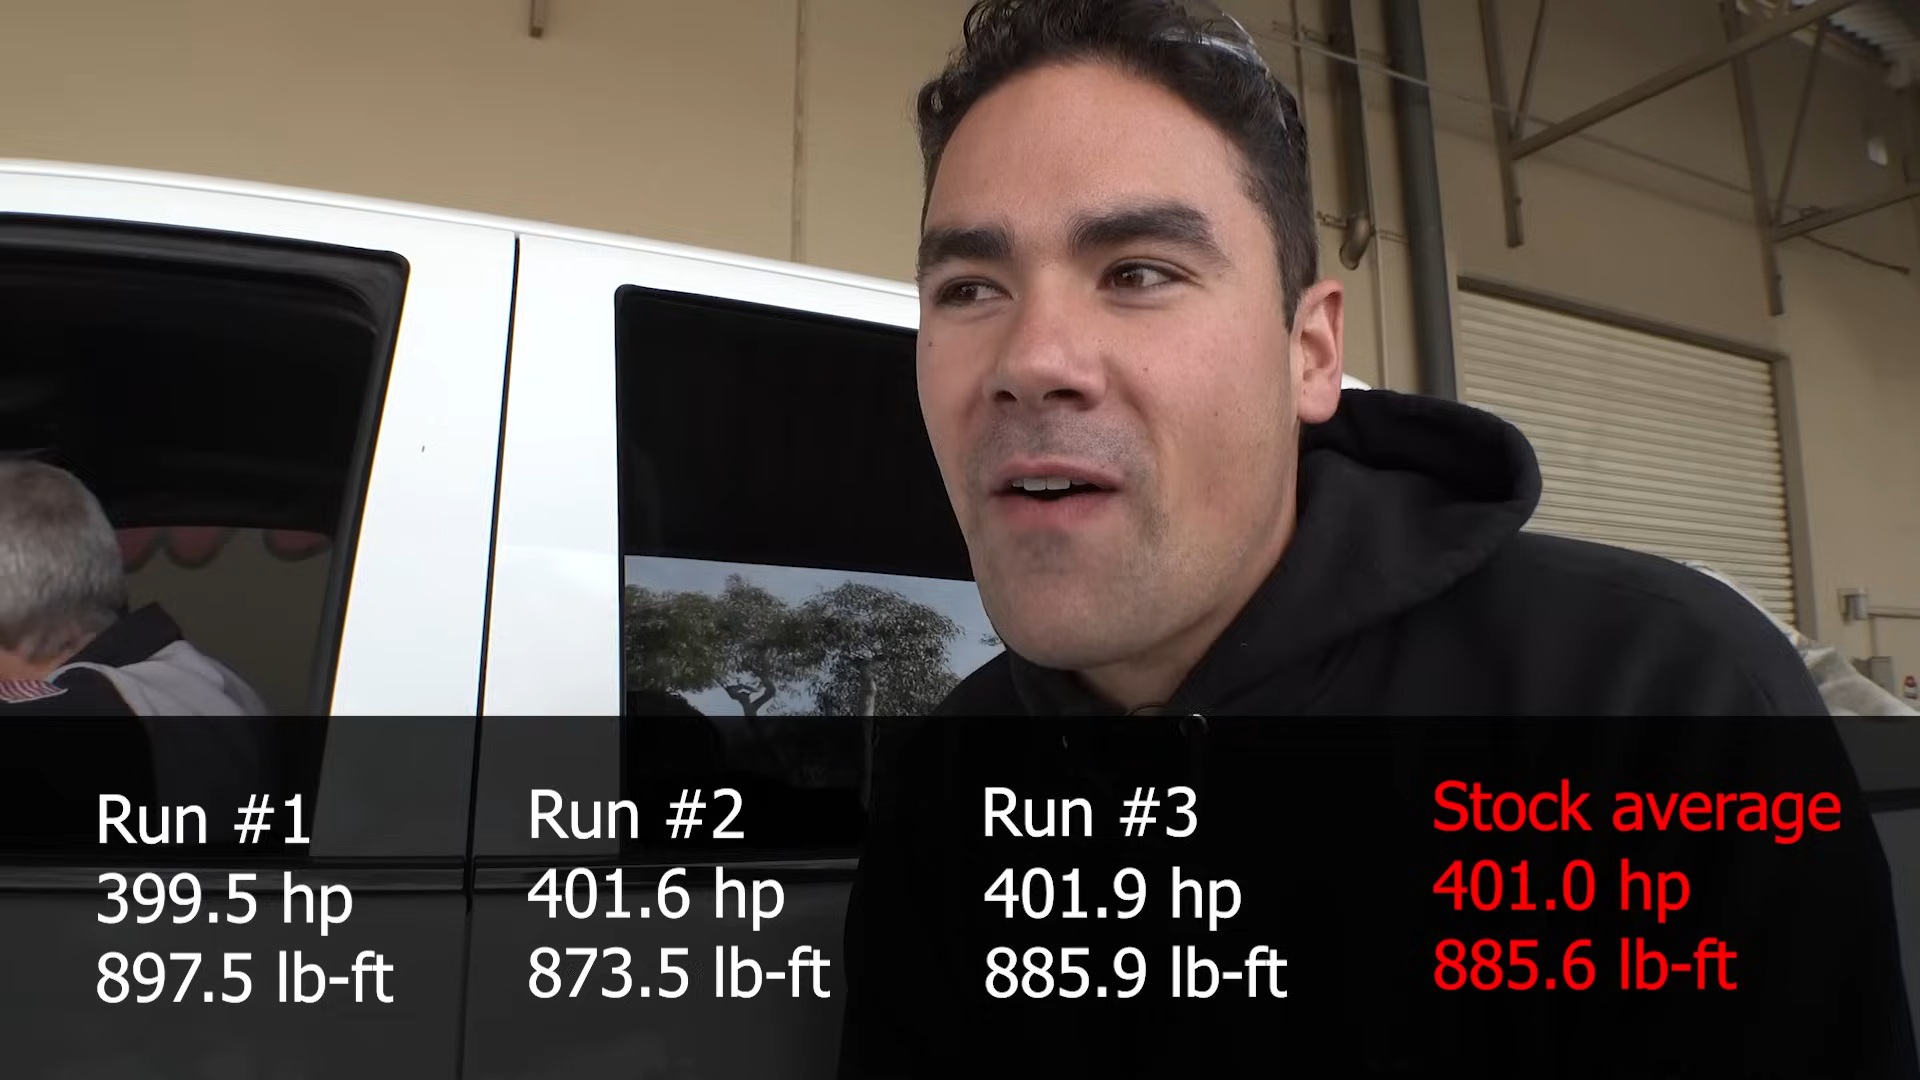 Run #1
399.5 hp
897.5 lb-ft
Run #2
401.6 hp
873.5 lb-ft
Run #3
401.9 hp
885.9 lb-ft
Stock average
401.0 hp
885.6 lb-ft